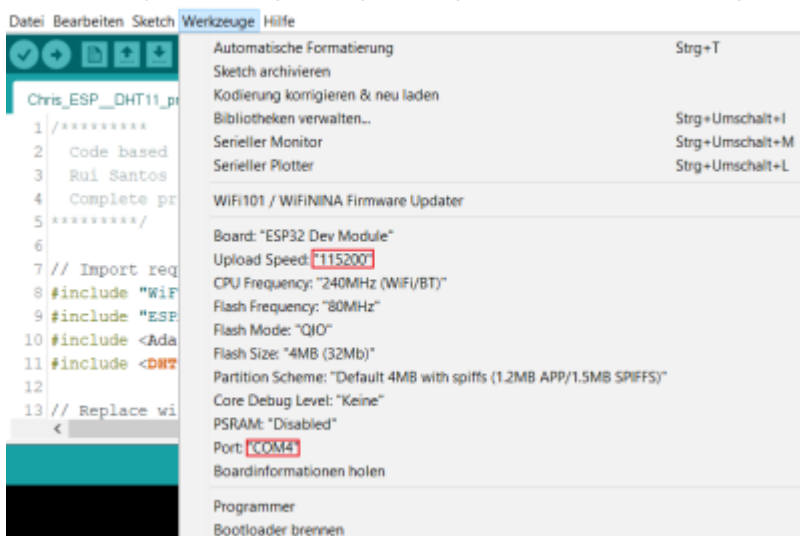 Datei Bearbeiten Sketch Werkzeuge Hilfe
Automatische Formatierung Strg+T
Sketch archivieren
Kodierung korrigieren & neu laden
Bibliotheken verwalten... Strg+Umschalt+I
Serieller Monitor Strg+Umschalt+M
Serieller Plotter Strg+Umschalt+L
WiFi101 / WiFiNINA Firmware Updater
Board: "ESP32 Dev Module"
Upload Speed: "115200"
CPU Frequency: "240MHz (WiFi/BT)"
Flash Frequency: "80MHz"
Flash Mode: "QIO"
Flash Size: "4MB (32Mb)"
Partition Scheme: "Default 4MB with spiffs (1.2MB APP/1.5MB SPIFFS)"
Core Debug Level: "Keine"
PSRAM: "Disabled"
Port: "COM4"
Boardinformationen holen
Programmer
Bootloader brennen
Chris_ESP__DHT11_pr
1 /*********
2 Code based
3 Rui Santos
4 Complete pr
5 *********/
6
7 // Import req
8 #include "WiF
9 #include "ESP
10 #include <Ada
11 #include <DHT
12
13 // Replace wi